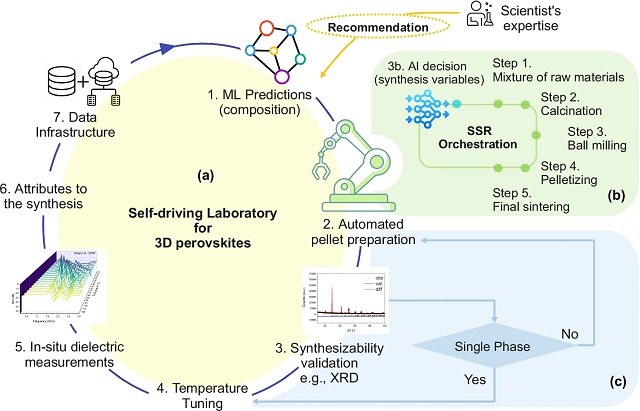 Recommendation
Scientist's
expertise
1. ML Predictions
(composition)
7. Data
Infrastructure
(a)
Self-driving Laboratory
for
3D perovskites
6. Attributes to
the synthesis
2. Automated
pellet preparation
5. In-situ dielectric
measurements
3. Synthesizability
validation
e.g., XRD
4. Temperature
Tuning
3b. AI decision
(synthesis variables)
Step 1.
Mixture of raw materials
Step 2.
Calcination
SSR
Orchestration
Step 3.
Ball milling
Step 4.
Pelletizing
Step 5.
Final sintering
(b)
obs
cal
diff
Single Phase
No
Yes
(c)